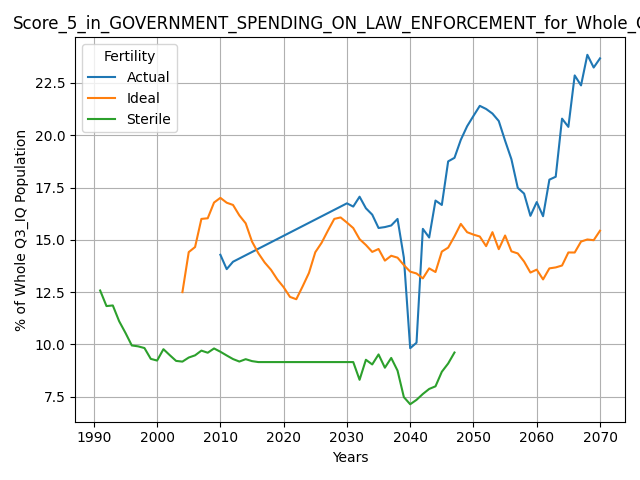 Score_5_in_GOVERNMENT_SPENDING_ON_LAW_ENFORCEMENT_for_Whole_
Fertility
Actual
Ideal
Sterile
% of Whole Q3_IQ Population
22.5
20.0
17.5
15.0
12.5
10.0
7.5
1990 2000 2010 2020 2030 2040 2050 2060 2070
Years